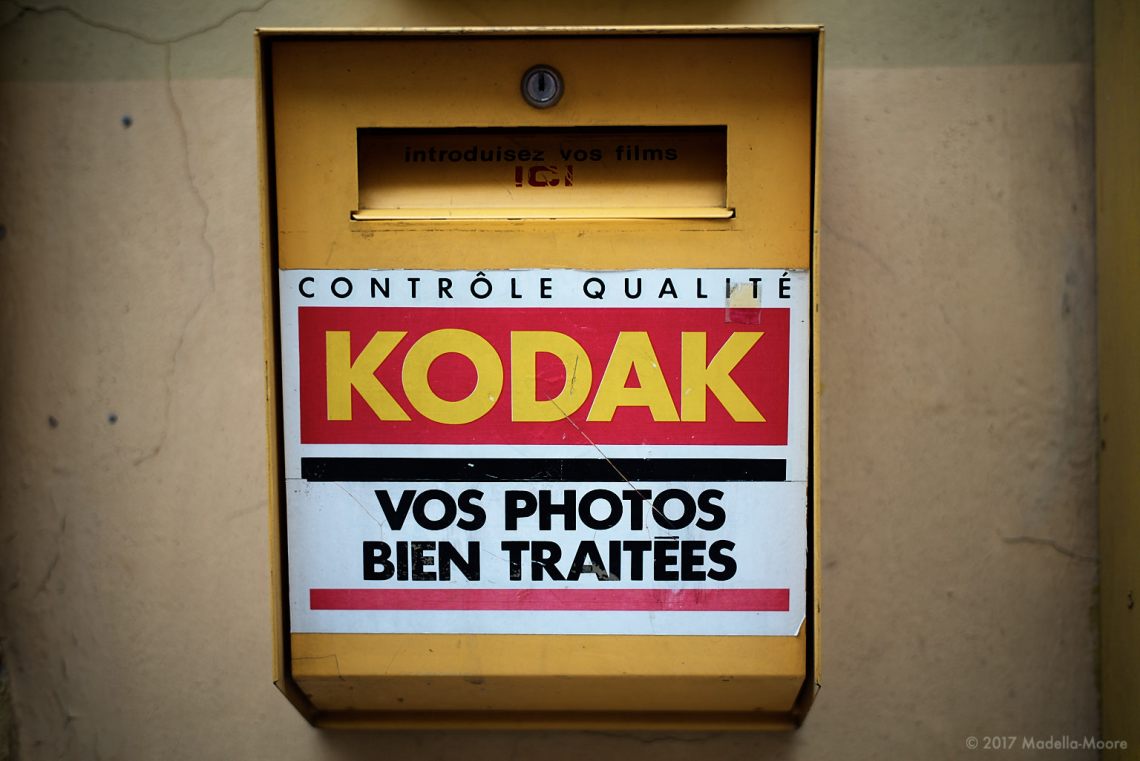 introduisez vos films
ICI
CONTRÔLE QUALITÉ
KODAK
VOS PHOTOS
BIEN TRAITÉES
© 2017 Madella-Moore